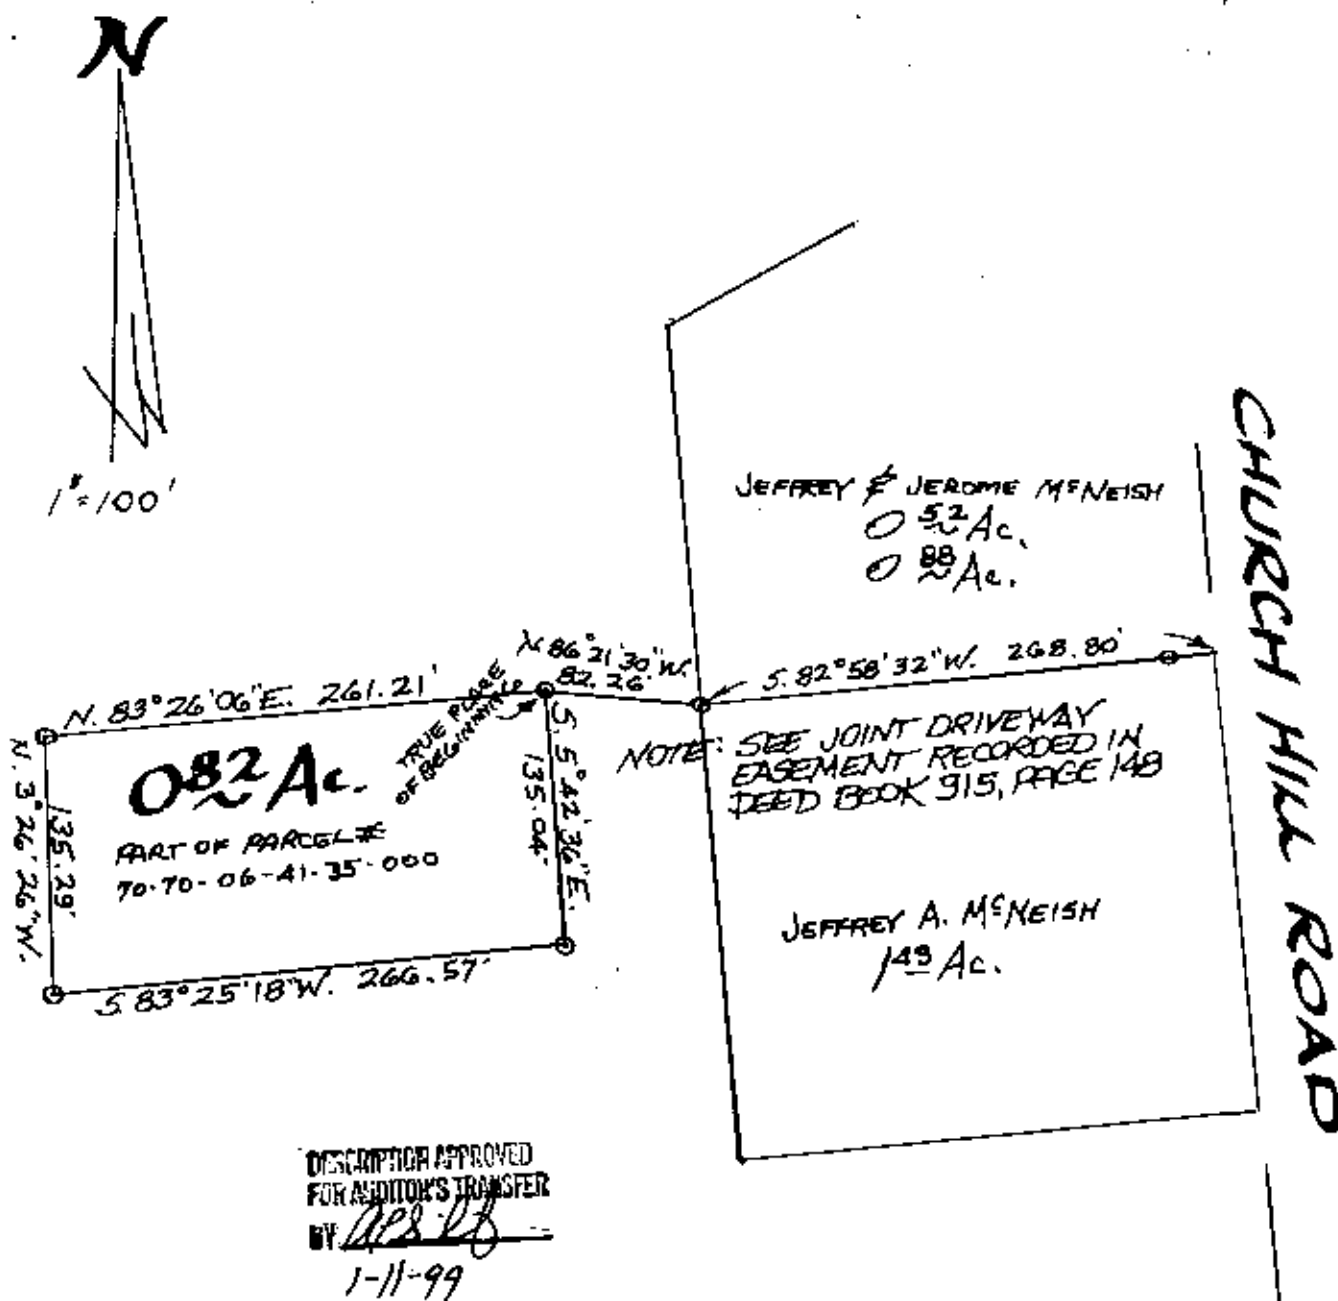 N
1"=100'
JEFFREY & JEROME McNEISH
0 52 Ac.
0 88 Ac.
CHURCH HILL ROAD
N. 86°21'30"W.
82.26'
S. 82°58'32"W. 268.80'
N. 83°26'06"E. 261.21'
TRUE PLACE
OF BEGINNING
082 Ac.
PART OF PARCEL #
70-70-06-41-35-000
N. 3°26'26"W.
135.29'
S. 5°42'36"E.
135.04'
S 83°25'18"W. 266.57'
NOTE: SEE JOINT DRIVEWAY
EASEMENT RECORDED IN
DEED BOOK 915, PAGE 148
JEFFREY A. McNEISH
1 49 Ac.
DESCRIPTION APPROVED
FOR AUDITOR'S TRANSFER
BY
1-11-99